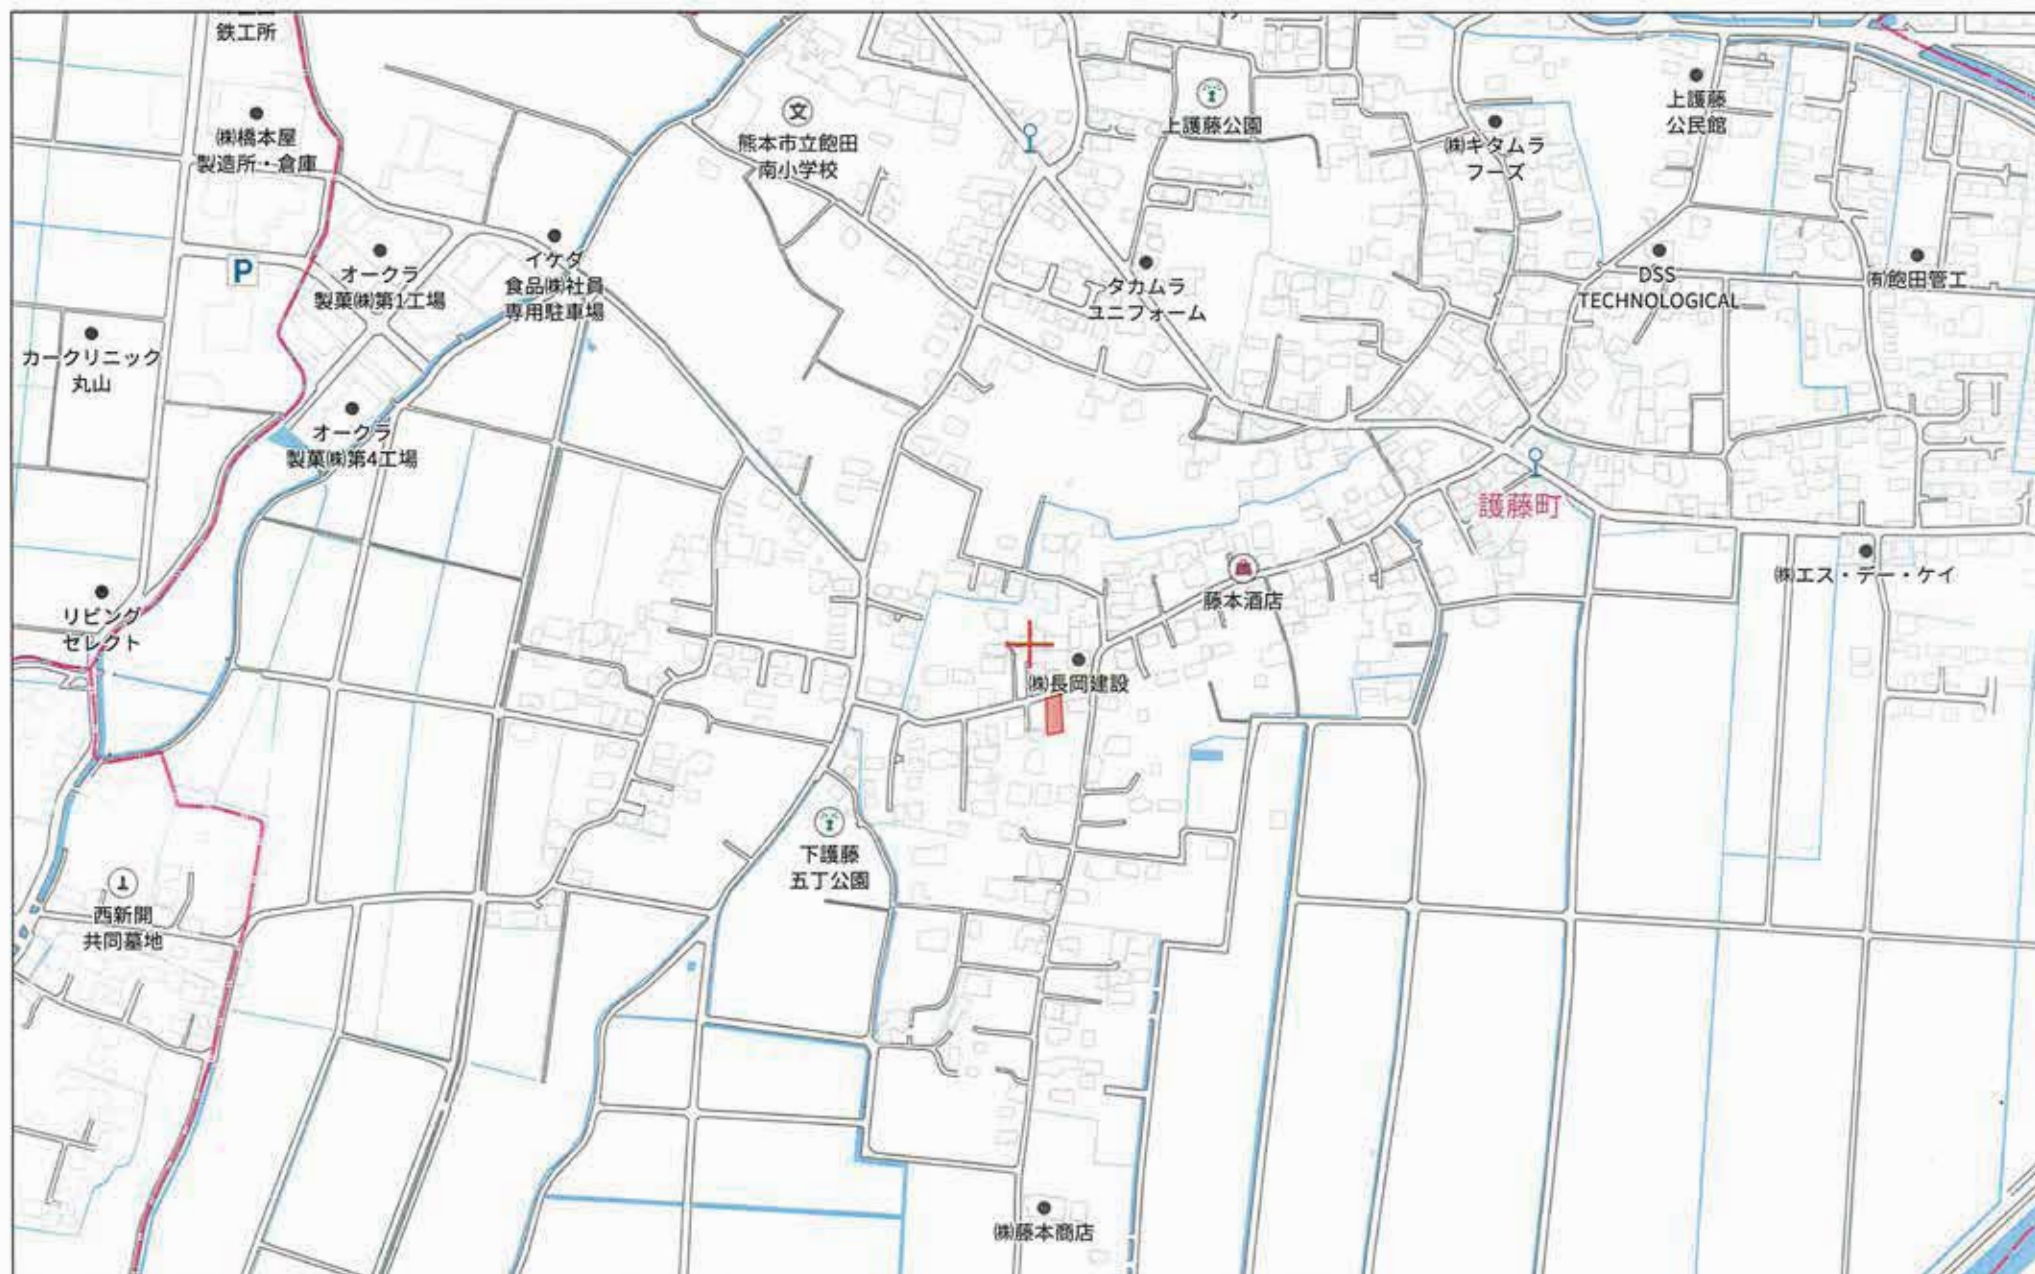 鉄工所
㈱橋本屋
製造所・倉庫
熊本市立飽田
南小学校
上護藤公園
㈱キタムラ
フーズ
上護藤
公民館
オークラ
製菓㈱第1工場
イケダ
食品㈱社員
専用駐車場
P
タカムラ
ユニフォーム
DSS
TECHNOLOGICAL
㈲飽田管工
カークリニック
丸山
オークラ
製菓㈱第4工場
護藤町
㈱エス・デー・ケイ
藤本酒店
リビング
セレクト
㈱長岡建設
下護藤
五丁公園
西新開
共同墓地
㈱藤本商店